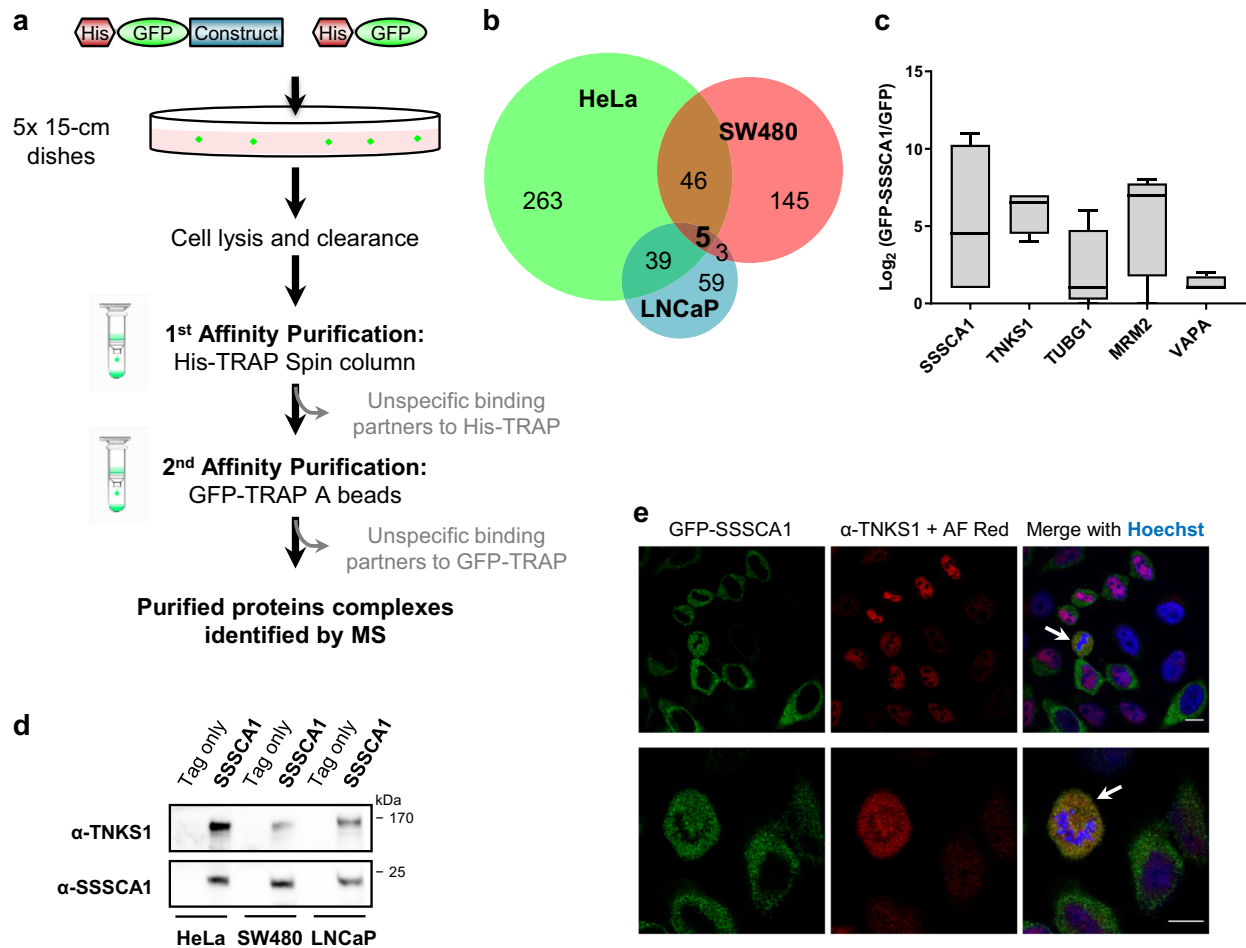 a
His GFP Construct
His GFP
5x 15-cm
dishes
Cell lysis and clearance
1st Affinity Purification:
His-TRAP Spin column
Unspecific binding
partners to His-TRAP
2nd Affinity Purification:
GFP-TRAP A beads
Unspecific binding
partners to GFP-TRAP
Purified proteins complexes
identified by MS
b
HeLa
SW480
46
263
145
5
3
39
59
LNCaP
c
Log2 (GFP-SSSCA1/GFP)
15
10
5
0
SSSCA1
TNKS1
TUBG1
MRM2
VAPA
d
Tag only
SSSCA1
Tag only
SSSCA1
Tag only
SSSCA1
kDa
α-TNKS1
– 170
α-SSSCA1
– 25
HeLa SW480 LNCaP
e
GFP-SSSCA1
α-TNKS1 + AF Red
Merge with Hoechst